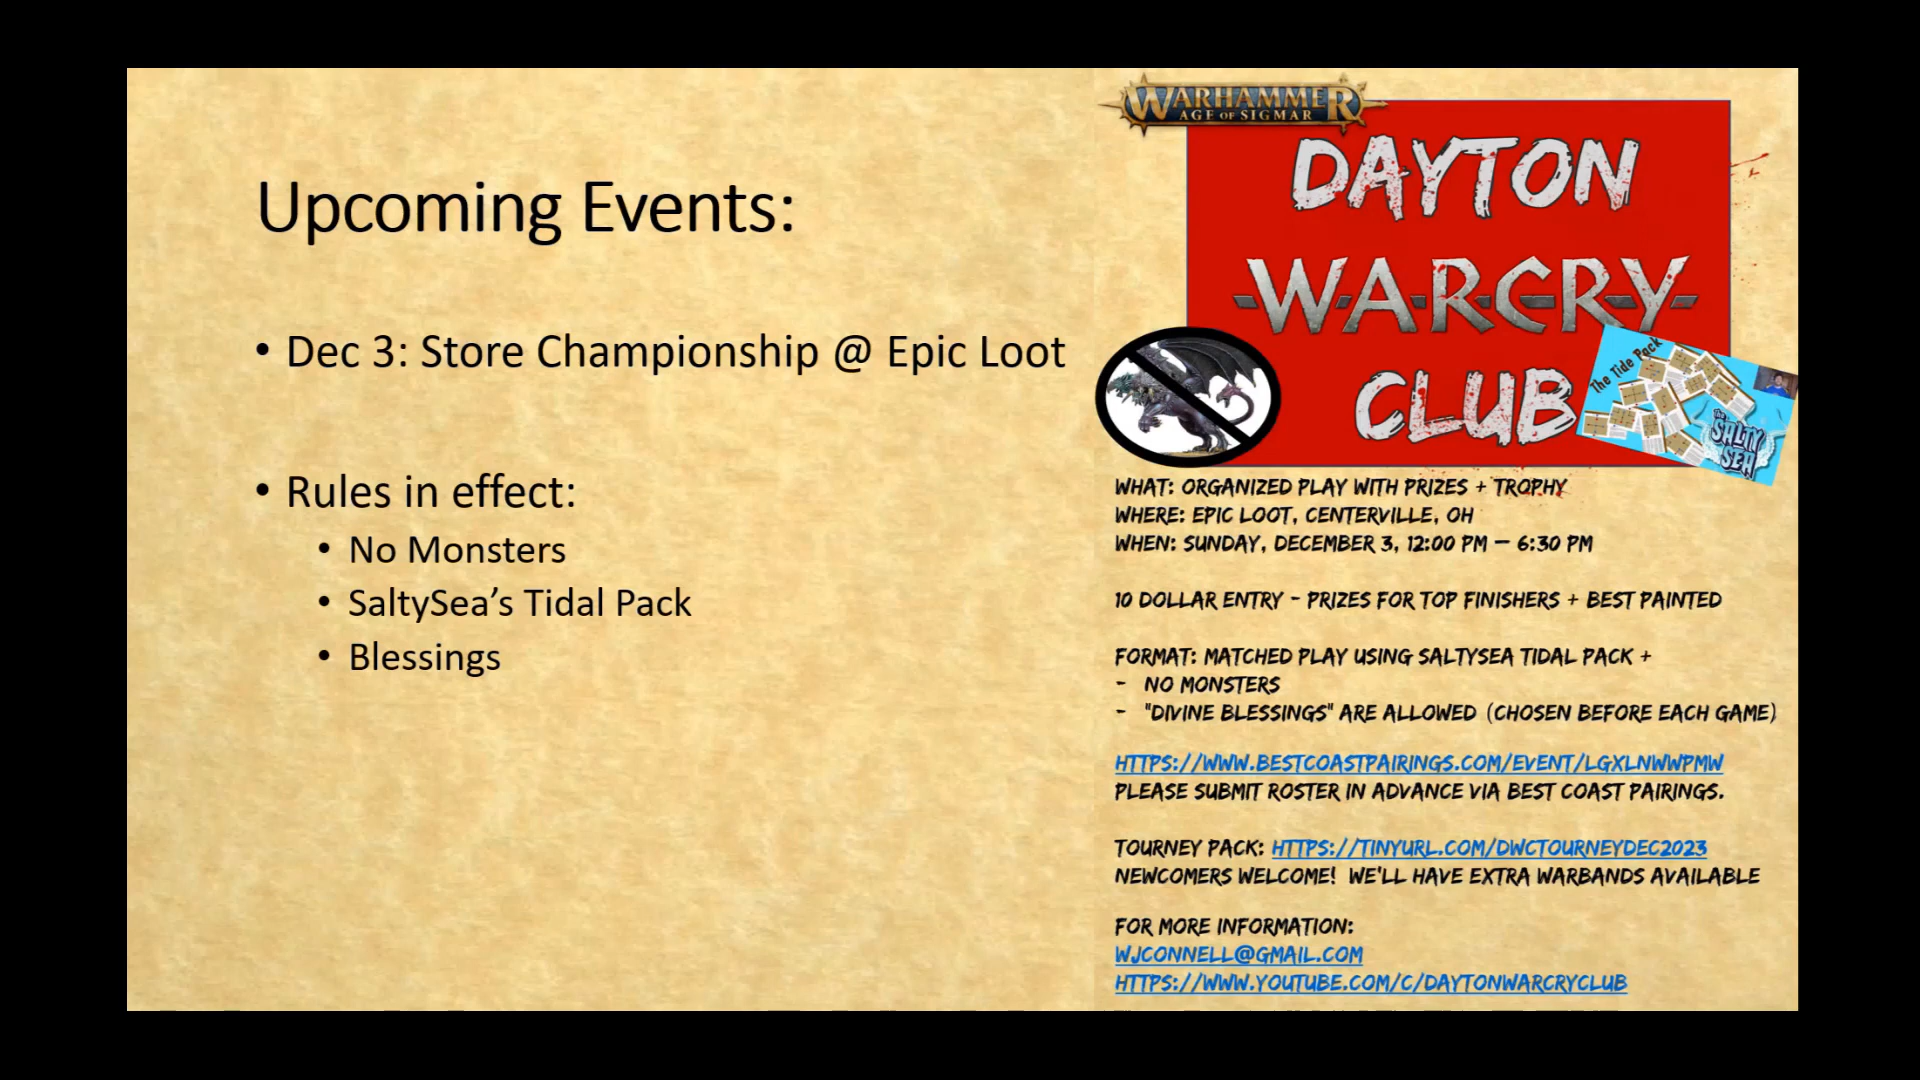 Upcoming Events:
• Dec 3: Store Championship @ Epic Loot
• Rules in effect:
• No Monsters
• SaltySea’s Tidal Pack
• Blessings
WARHAMMER
AGE OF SIGMAR
DAYTON
WARCRY
CLUB
The Tide Pack
THE SALTY SEA
WHAT: ORGANIZED PLAY WITH PRIZES + TROPHY
WHERE: EPIC LOOT, CENTERVILLE, OH
WHEN: SUNDAY, DECEMBER 3, 12:00 PM – 6:30 PM
10 DOLLAR ENTRY - PRIZES FOR TOP FINISHERS + BEST PAINTED
FORMAT: MATCHED PLAY USING SALTYSEA TIDAL PACK +
- NO MONSTERS
- "DIVINE BLESSINGS" ARE ALLOWED (CHOSEN BEFORE EACH GAME)
HTTPS://WWW.BESTCOASTPAIRINGS.COM/EVENT/LGXLNWWPMW
PLEASE SUBMIT ROSTER IN ADVANCE VIA BEST COAST PAIRINGS.
TOURNEY PACK: HTTPS://TINYURL.COM/DWCTOURNEYDEC2023
NEWCOMERS WELCOME! WE'LL HAVE EXTRA WARBANDS AVAILABLE
FOR MORE INFORMATION:
WJCONNELL@GMAIL.COM
HTTPS://WWW.YOUTUBE.COM/C/DAYTONWARCRYCLUB